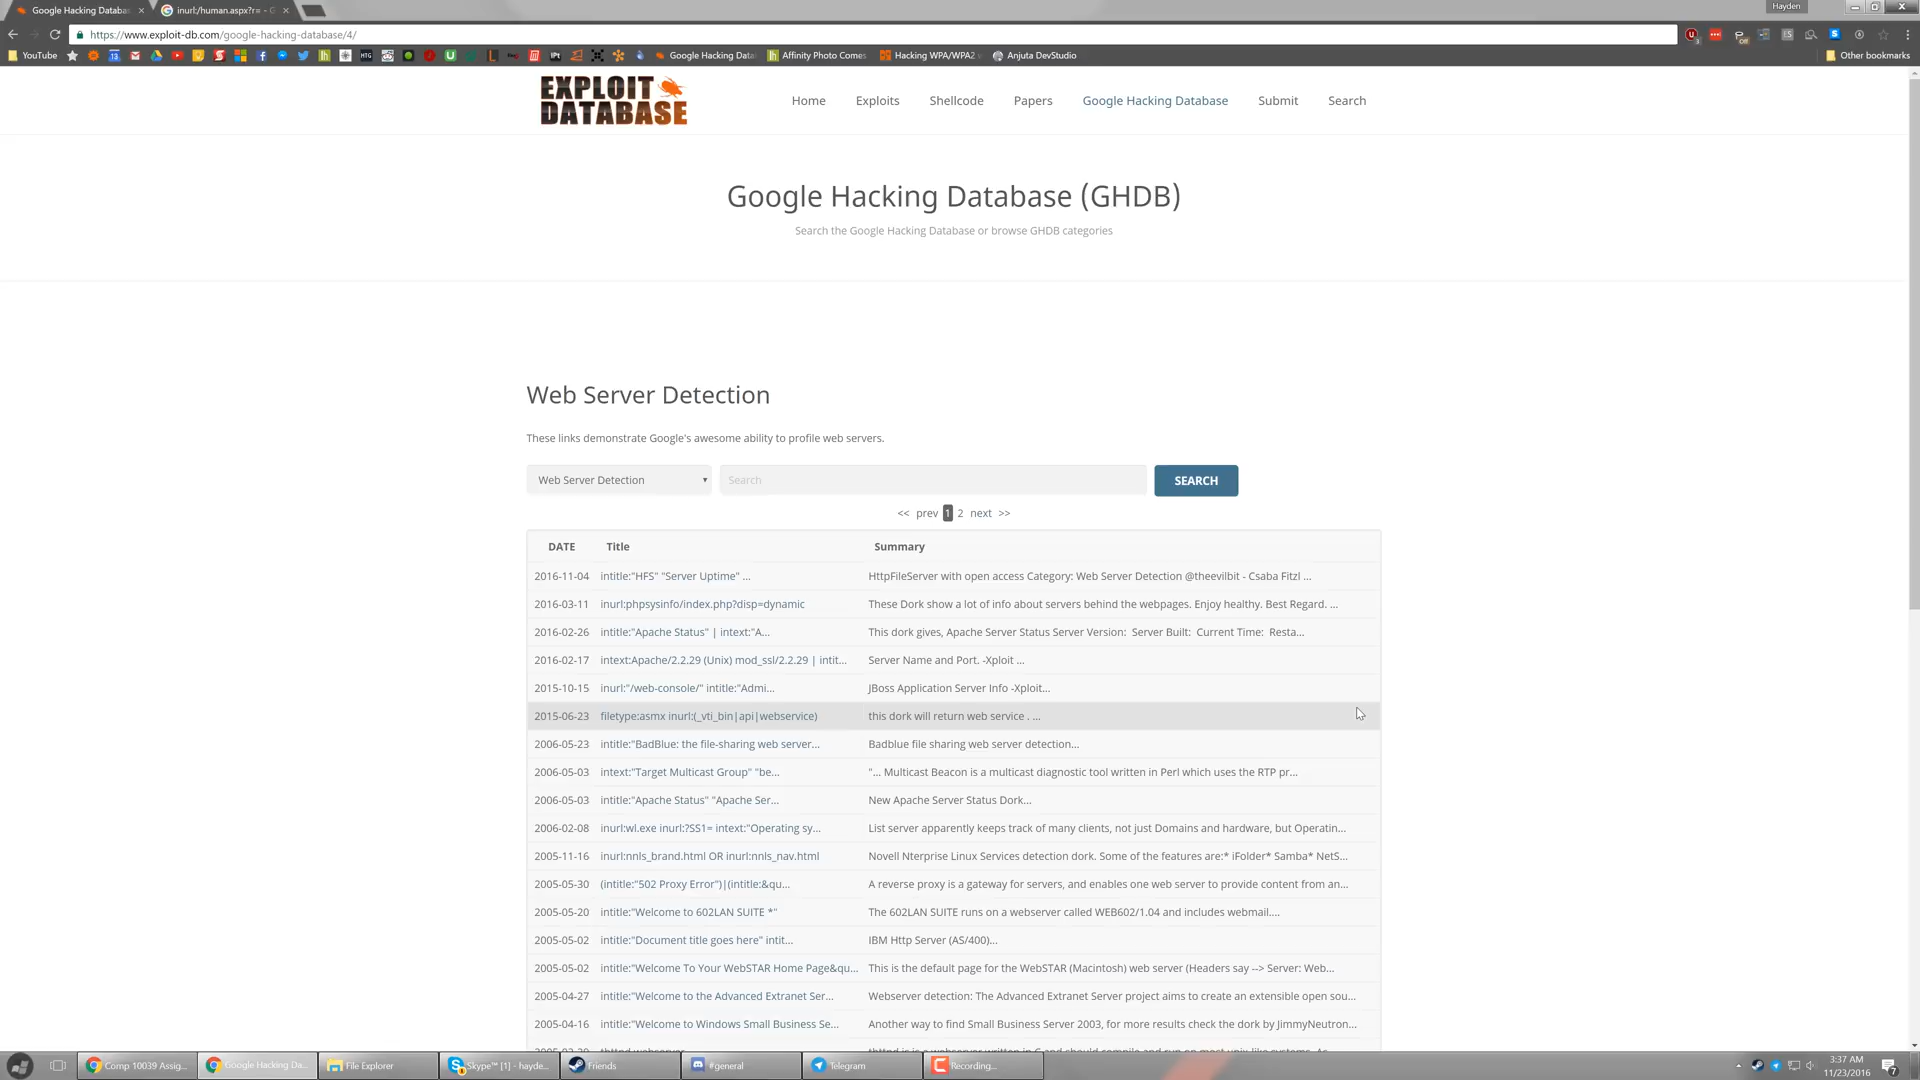 Google Hacking Databa
inurl:/human.aspx?r= - G
Hayden
https://www.exploit-db.com/google-hacking-database/4/
YouTube
Google Hacking Data
Affinity Photo Comes
Hacking WPA/WPA2
Anjuta DevStudio
Other bookmarks
EXPLOIT DATABASE
Home Exploits Shellcode Papers Google Hacking Database Submit Search
Google Hacking Database (GHDB)
Search the Google Hacking Database or browse GHDB categories
Web Server Detection
These links demonstrate Google's awesome ability to profile web servers.
Web Server Detection
Search
SEARCH
<< prev 1 2 next >>
DATE Title Summary
2016-11-04 intitle:"HFS" "Server Uptime" ... HttpFileServer with open access Category: Web Server Detection @theevilbit - Csaba Fitzl ...
2016-03-11 inurl:phpsysinfo/index.php?disp=dynamic These Dork show a lot of info about servers behind the webpages. Enjoy healthy. Best Regard. ...
2016-02-26 intitle:"Apache Status" | intext:"A... This dork gives, Apache Server Status Server Version: Server Built: Current Time: Resta...
2016-02-17 intext:Apache/2.2.29 (Unix) mod_ssl/2.2.29 | intit... Server Name and Port. -Xploit ...
2015-10-15 inurl:"/web-console/" intitle:"Admi... JBoss Application Server Info -Xploit...
2015-06-23 filetype:asmx inurl:(_vti_bin|api|webservice) this dork will return web service . ...
2006-05-23 intitle:"BadBlue: the file-sharing web server... Badblue file sharing web server detection...
2006-05-03 intext:"Target Multicast Group" "be... "... Multicast Beacon is a multicast diagnostic tool written in Perl which uses the RTP pr...
2006-05-03 intitle:"Apache Status" "Apache Ser... New Apache Server Status Dork...
2006-02-08 inurl:wl.exe inurl:?SS1= intext:"Operating sy... List server apparently keeps track of many clients, not just Domains and hardware, but Operatin...
2005-11-16 inurl:nnls_brand.html OR inurl:nnls_nav.html Novell Nterprise Linux Services detection dork. Some of the features are:* iFolder* Samba* NetS...
2005-05-30 (intitle:"502 Proxy Error")|(intitle:&qu... A reverse proxy is a gateway for servers, and enables one web server to provide content from an...
2005-05-20 intitle:"Welcome to 602LAN SUITE *" The 602LAN SUITE runs on a webserver called WEB602/1.04 and includes webmail....
2005-05-02 intitle:"Document title goes here" intit... IBM Http Server (AS/400)...
2005-05-02 intitle:"Welcome To Your WebSTAR Home Page&qu... This is the default page for the WebSTAR (Macintosh) web server (Headers say --> Server: Web...
2005-04-27 intitle:"Welcome to the Advanced Extranet Ser... Webserver detection: The Advanced Extranet Server project aims to create an extensible open sou...
2005-04-16 intitle:"Welcome to Windows Small Business Se... Another way to find Small Business Server 2003, for more results check the dork by JimmyNeutron...
Comp 10039 Assig...
Google Hacking Da...
File Explorer
Skype™ [1] - hayde...
Friends
#general
Telegram
Recording...
3:37 AM
11/23/2016